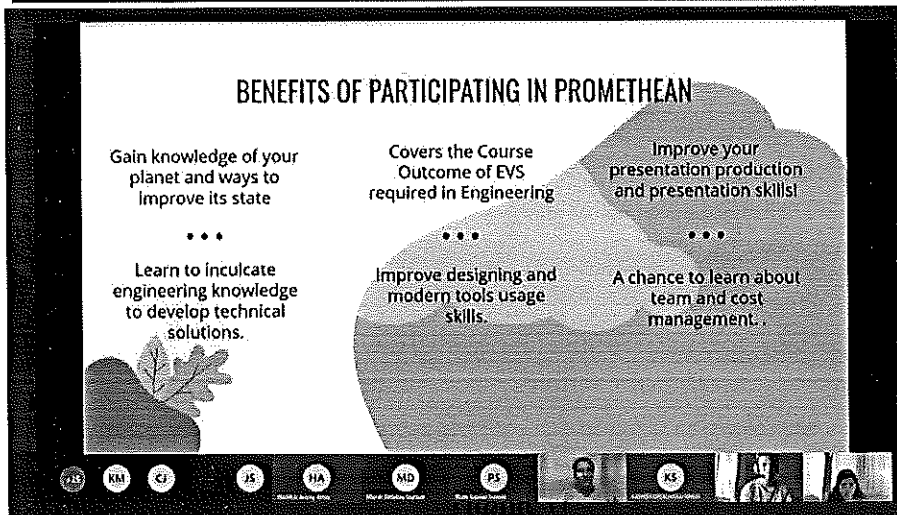 BENEFITS OF PARTICIPATING IN PROMETHEAN
Gain knowledge of your
planet and ways to
improve its state
Covers the Course
Outcome of EVS
required in Engineering
Improve your
presentation production
and presentation skills!
Learn to inculcate
engineering knowledge
to develop technical
solutions.
Improve designing and
modern tools usage
skills.
A chance to learn about
team and cost
management. .
KM
CJ
JS
HA
MD
PS
KS